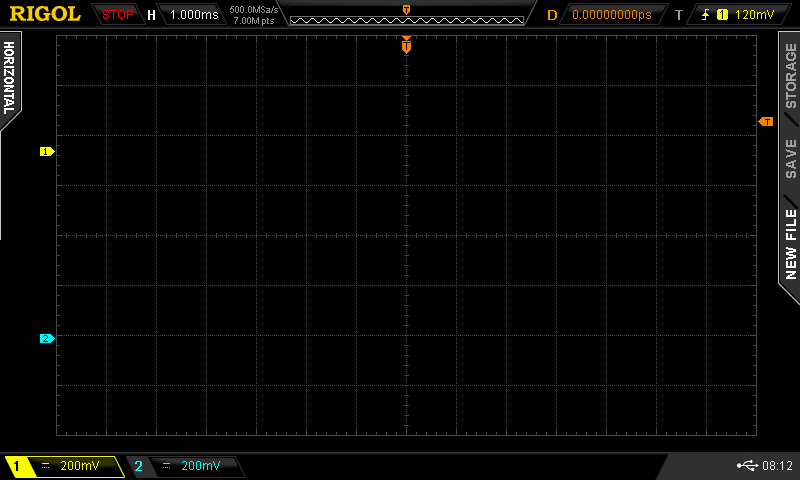 RIGOL STOP H 1.000ms 500.0MSa/s 7.00M pts T D 0.00000000ps T 1 120mV
HORIZONTAL
T
T
1
2
STORAGE
SAVE
NEW FILE
1 200mV 2 200mV 08:12